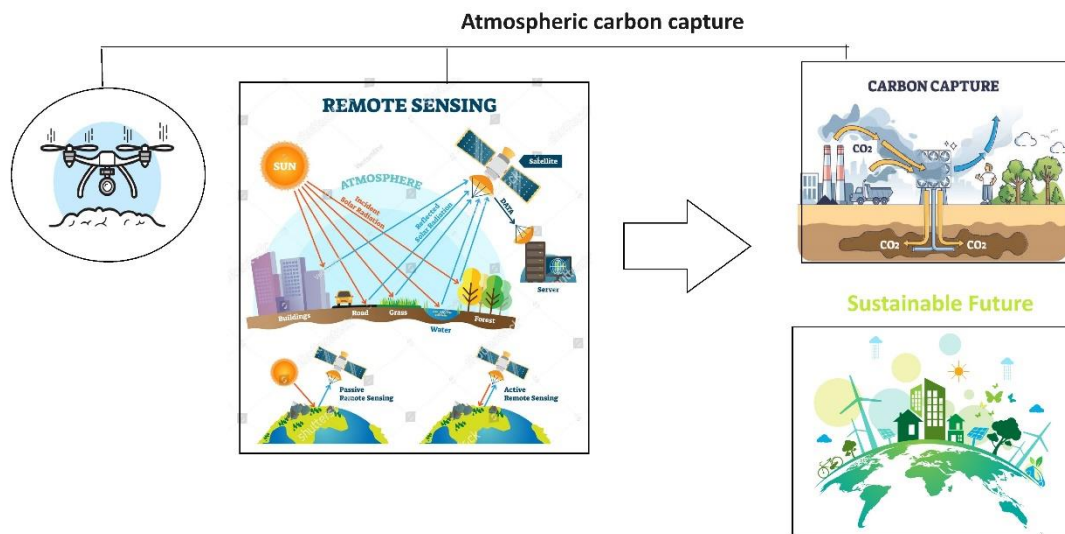 Atmospheric carbon capture
REMOTE SENSING
SUN
ATMOSPHERE
Incident
Solar Radiation
Reflected
Solar Radiation
Satellite
DATA
Server
Buildings
Road
Grass
Water
Forest
Passive
Remote Sensing
Active
Remote Sensing
CARBON CAPTURE
CO₂
CO₂
CO₂
Sustainable Future